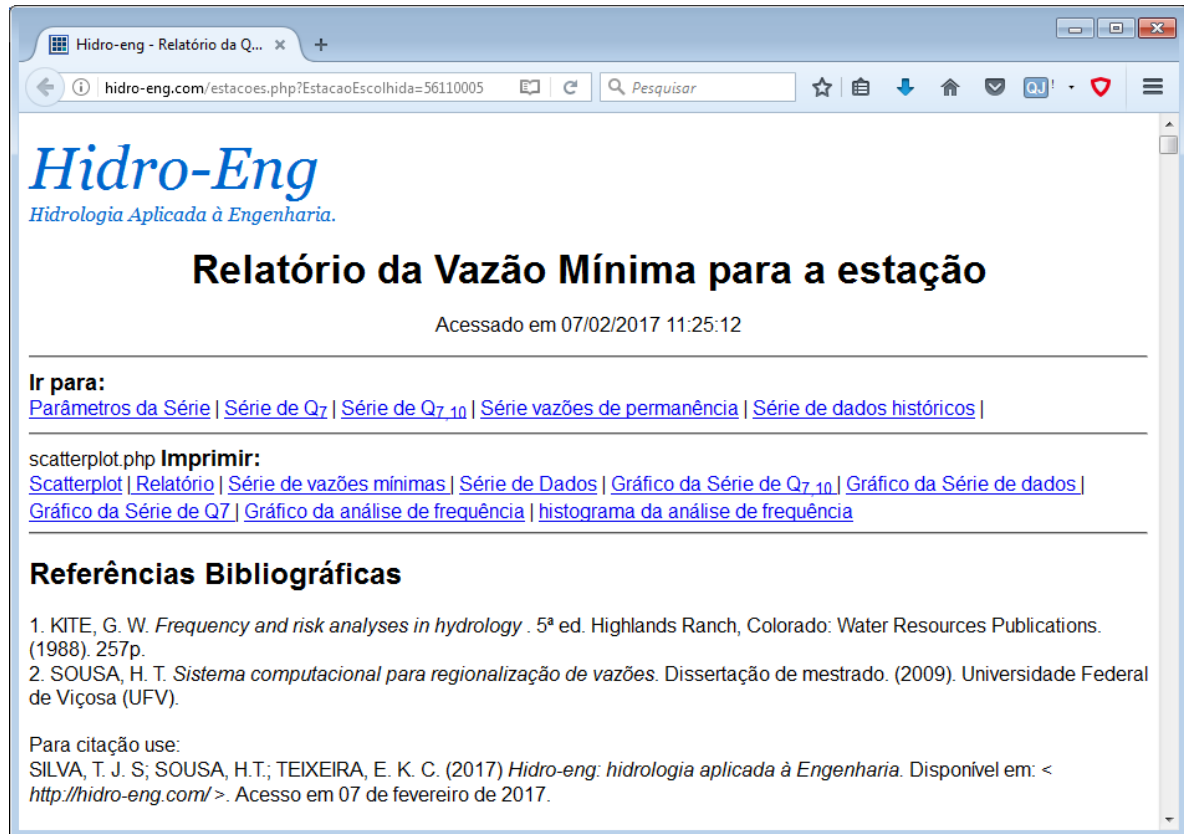 Hidro-eng - Relatório da Q... × +
hidro-eng.com/estacoes.php?EstacaoEscolhida=56110005 Pesquisar QJ!
Hidro-Eng
Hidrologia Aplicada à Engenharia.
Relatório da Vazão Mínima para a estação
Acessado em 07/02/2017 11:25:12
Ir para:
Parâmetros da Série | Série de Q7 | Série de Q7,10 | Série vazões de permanência | Série de dados históricos |
scatterplot.php Imprimir:
Scatterplot | Relatório | Série de vazões mínimas | Série de Dados | Gráfico da Série de Q7,10 | Gráfico da Série de dados |
Gráfico da Série de Q7 | Gráfico da análise de frequência | histograma da análise de frequência
Referências Bibliográficas
1. KITE, G. W. Frequency and risk analyses in hydrology . 5ª ed. Highlands Ranch, Colorado: Water Resources Publications.
(1988). 257p.
2. SOUSA, H. T. Sistema computacional para regionalização de vazões. Dissertação de mestrado. (2009). Universidade Federal
de Viçosa (UFV).
Para citação use:
SILVA, T. J. S; SOUSA, H.T.; TEIXEIRA, E. K. C. (2017) Hidro-eng: hidrologia aplicada à Engenharia. Disponível em: <
http://hidro-eng.com/ >. Acesso em 07 de fevereiro de 2017.